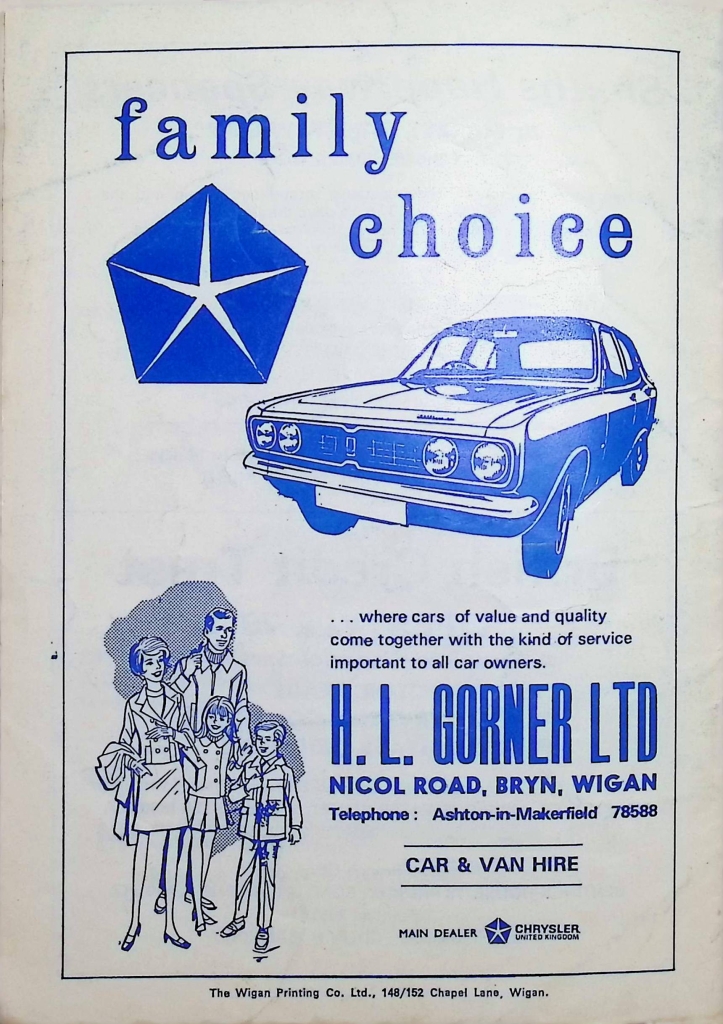 family
choice
... where cars of value and quality
come together with the kind of service
important to all car owners.
H. L. GORNER LTD
NICOL ROAD, BRYN, WIGAN
Telephone : Ashton-in-Makerfield 78588
CAR & VAN HIRE
MAIN DEALER CHRYSLER
UNITED KINGDOM
The Wigan Printing Co. Ltd., 148/152 Chapel Lane, Wigan.